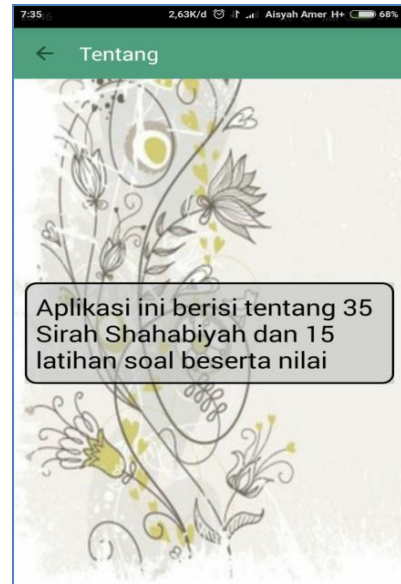 7:35 2,63K/d Aisyah Amer H+ 68%
Tentang
Aplikasi ini berisi tentang 35
Sirah Shahabiyah dan 15
latihan soal beserta nilai